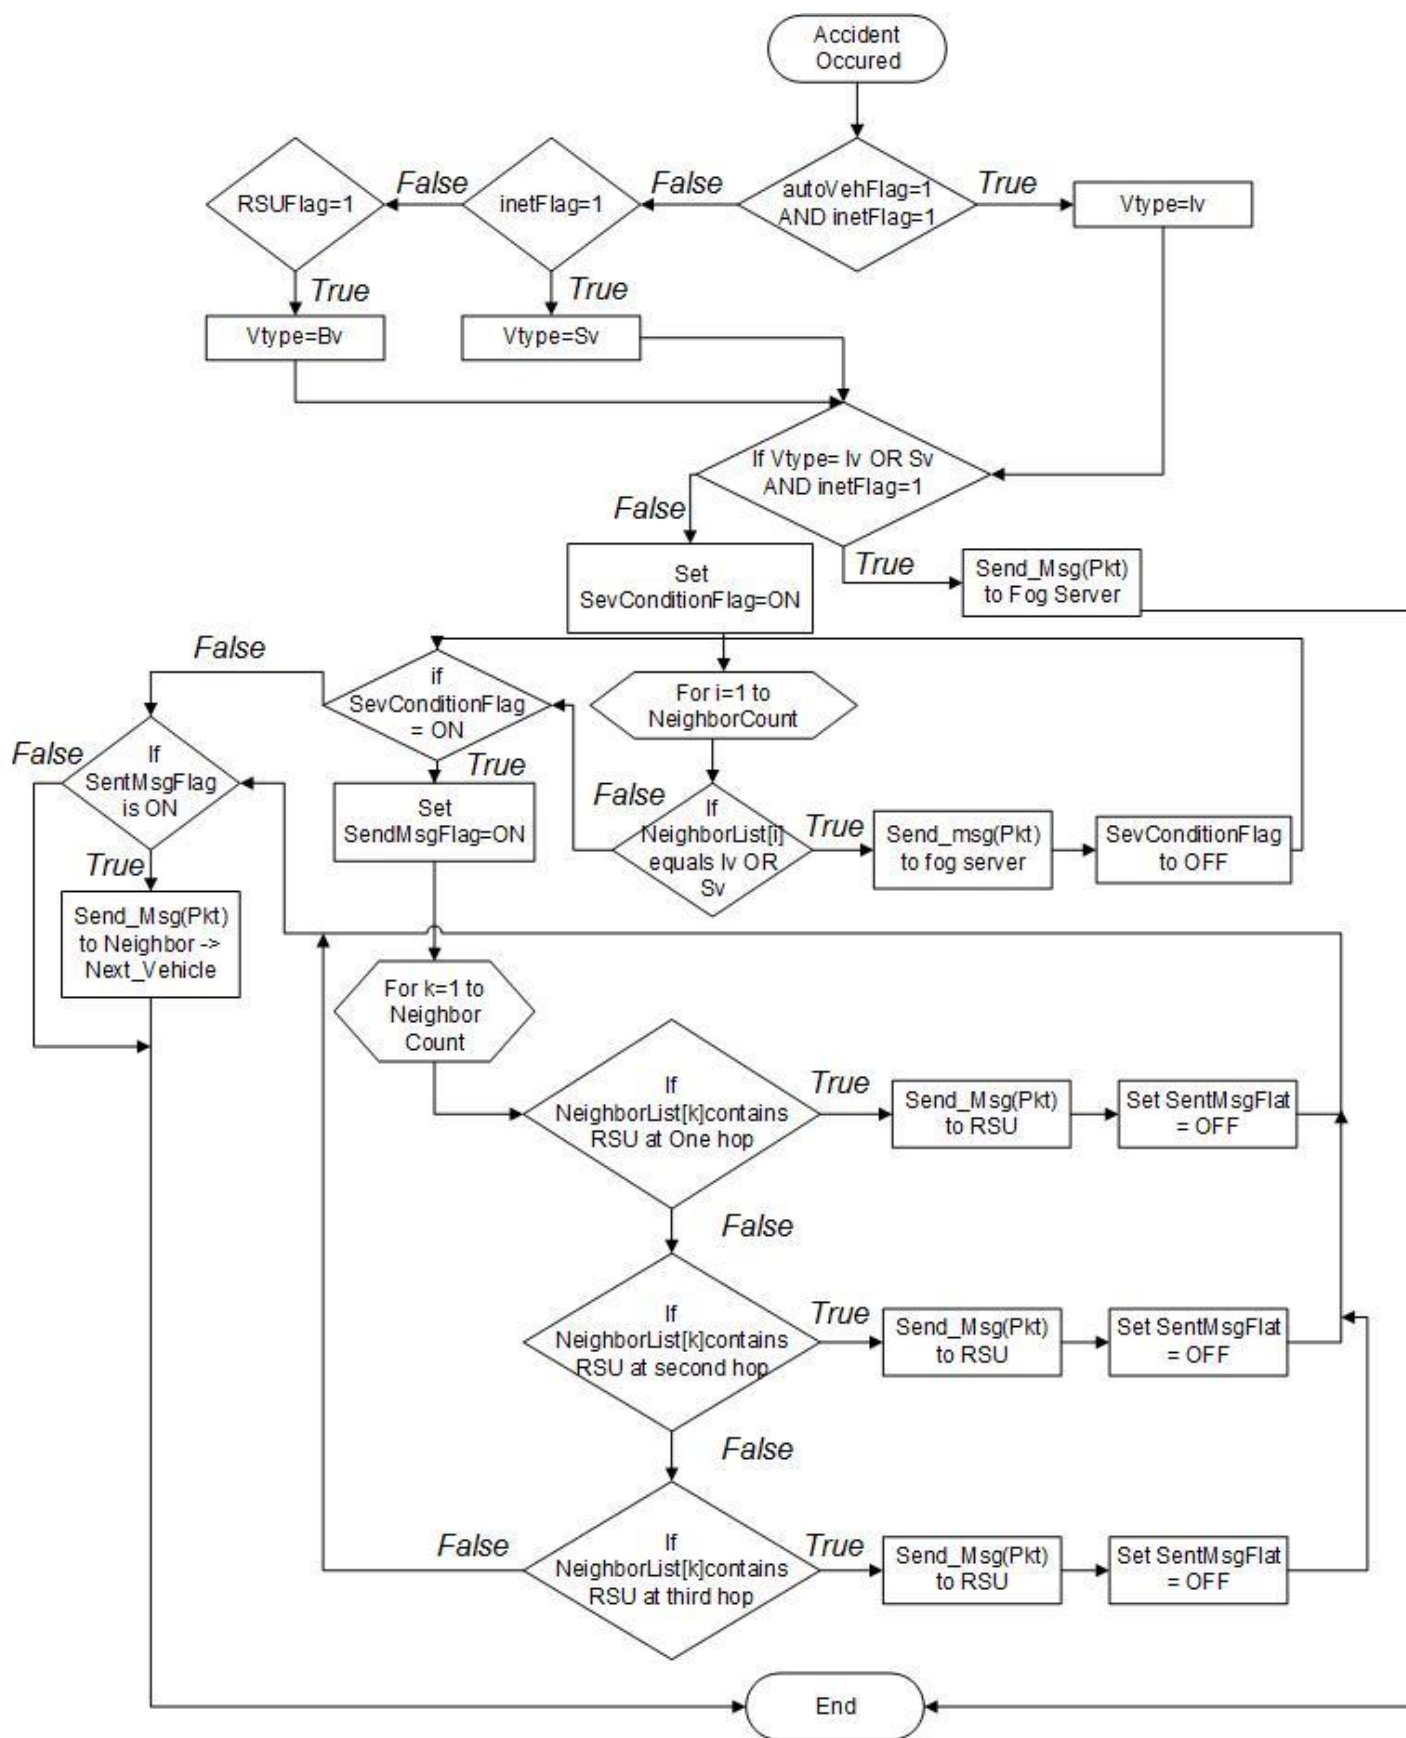 Accident
Occured
RSUFlag=1
False
inetFlag=1
False
autoVehFlag=1
AND inetFlag=1
True
Vtype=Iv
True
True
Vtype=Bv
Vtype=Sv
If Vtype= Iv OR Sv
AND inetFlag=1
False
True
Set
SevConditionFlag=ON
Send_Msg(Pkt)
to Fog Server
False
if
SevConditionFlag
= ON
For i=1 to
NeighborCount
False
If
SentMsgFlag
is ON
True
Set
SendMsgFlag=ON
False
If
NeighborList[i]
equals Iv OR
Sv
True
Send_msg(Pkt)
to fog server
SevConditionFlag
to OFF
True
Send_Msg(Pkt)
to Neighbor ->
Next_Vehicle
For k=1 to
Neighbor
Count
If
NeighborList[k]contains
RSU at One hop
True
Send_Msg(Pkt)
to RSU
Set SentMsgFlat
= OFF
False
If
NeighborList[k]contains
RSU at second hop
True
Send_Msg(Pkt)
to RSU
Set SentMsgFlat
= OFF
False
False
If
NeighborList[k]contains
RSU at third hop
True
Send_Msg(Pkt)
to RSU
Set SentMsgFlat
= OFF
End